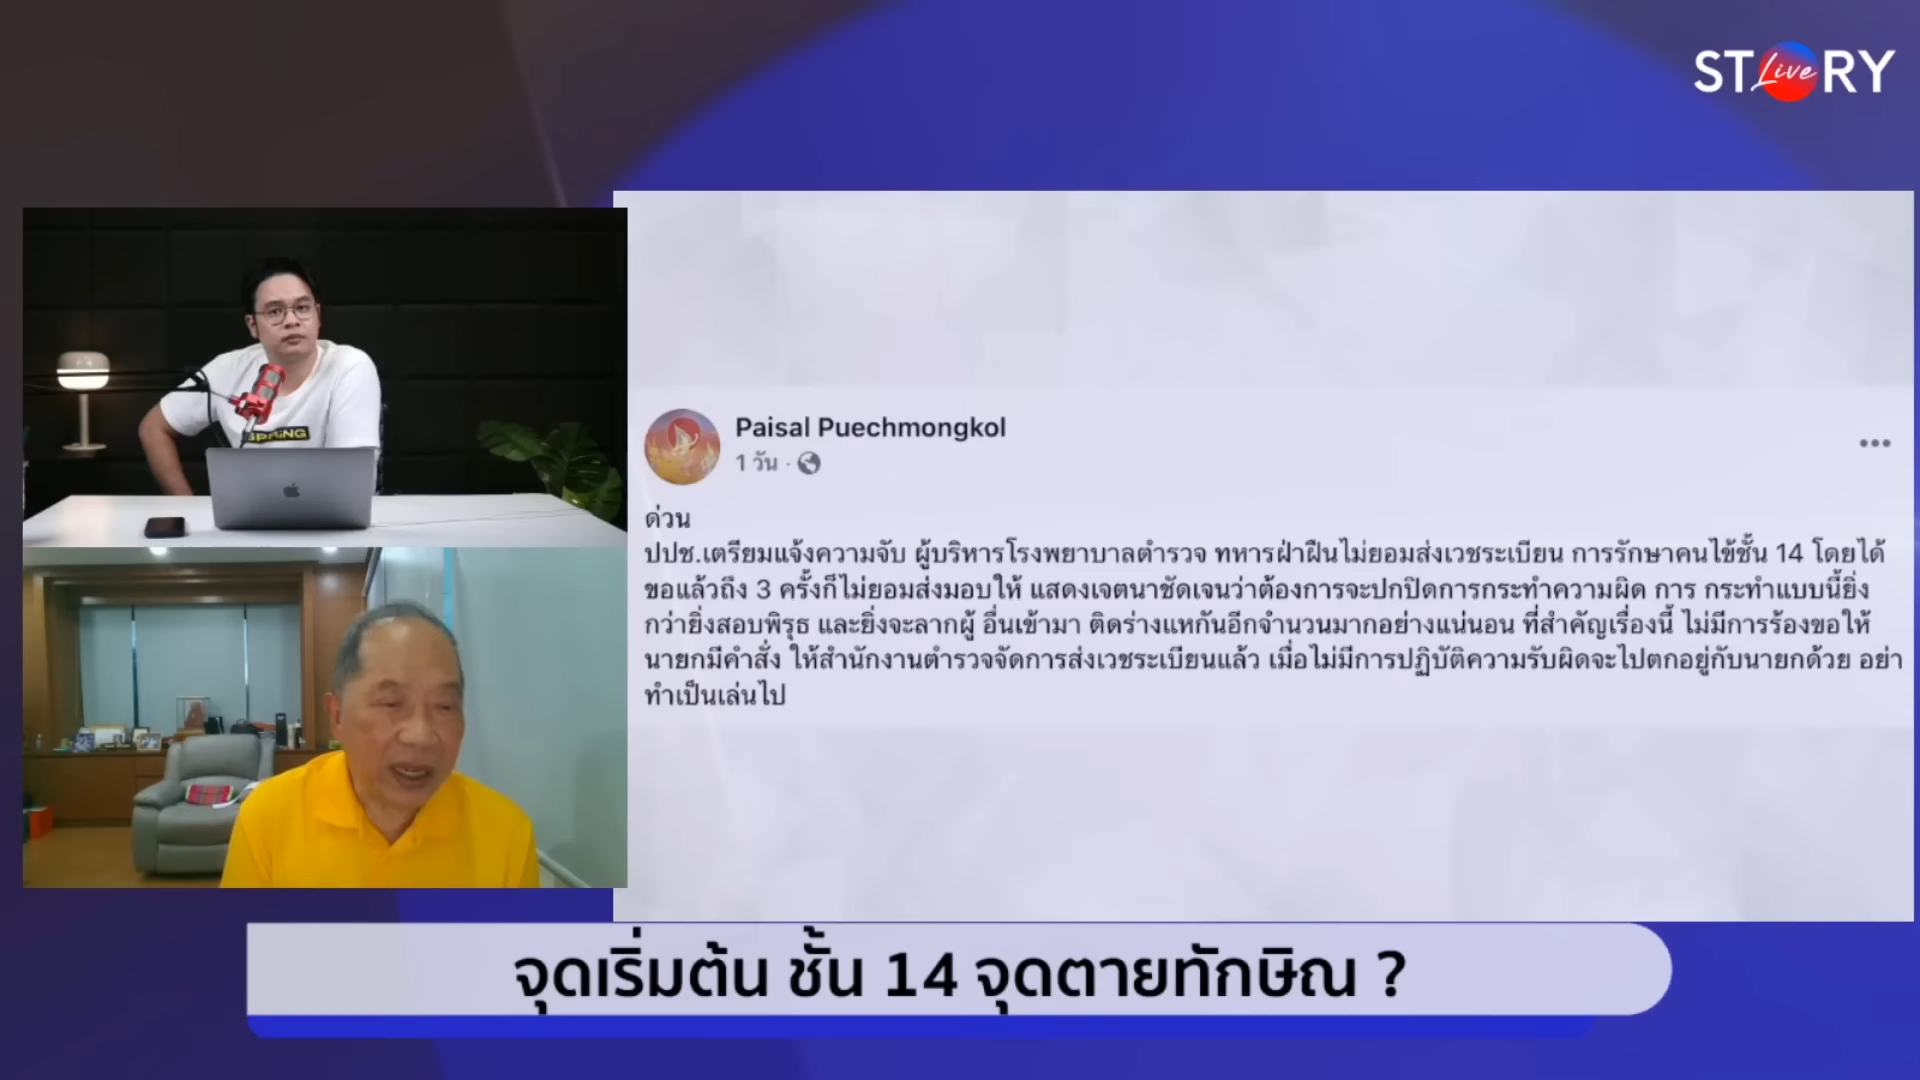 STLiveRY
SPRiNG
Paisal Puechmongkol
1 วัน ·
ด่วน
ปปช.เตรียมแจ้งความจับ ผู้บริหารโรงพยาบาลตำรวจ ทหารฝ่าฝืนไม่ยอมส่งเวชระเบียน การรักษาคนไข้ชั้น 14 โดยได้
ขอแล้วถึง 3 ครั้งก็ไม่ยอมส่งมอบให้ แสดงเจตนาชัดเจนว่าต้องการจะปกปิดการกระทำความผิด การ กระทำแบบนี้ยิ่ง
กว่ายิ่งสอบพิรุธ และยิ่งจะลากผู้ อื่นเข้ามา ติดร่างแหกันอีกจำนวนมากอย่างแน่นอน ที่สำคัญเรื่องนี้ ไม่มีการร้องขอให้
นายกมีคำสั่ง ให้สำนักงานตำรวจจัดการส่งเวชระเบียนแล้ว เมื่อไม่มีการปฏิบัติความรับผิดจะไปตกอยู่กับนายกด้วย อย่า
ทำเป็นเล่นไป
จุดเริ่มต้น ชั้น 14 จุดตายทักษิณ ?